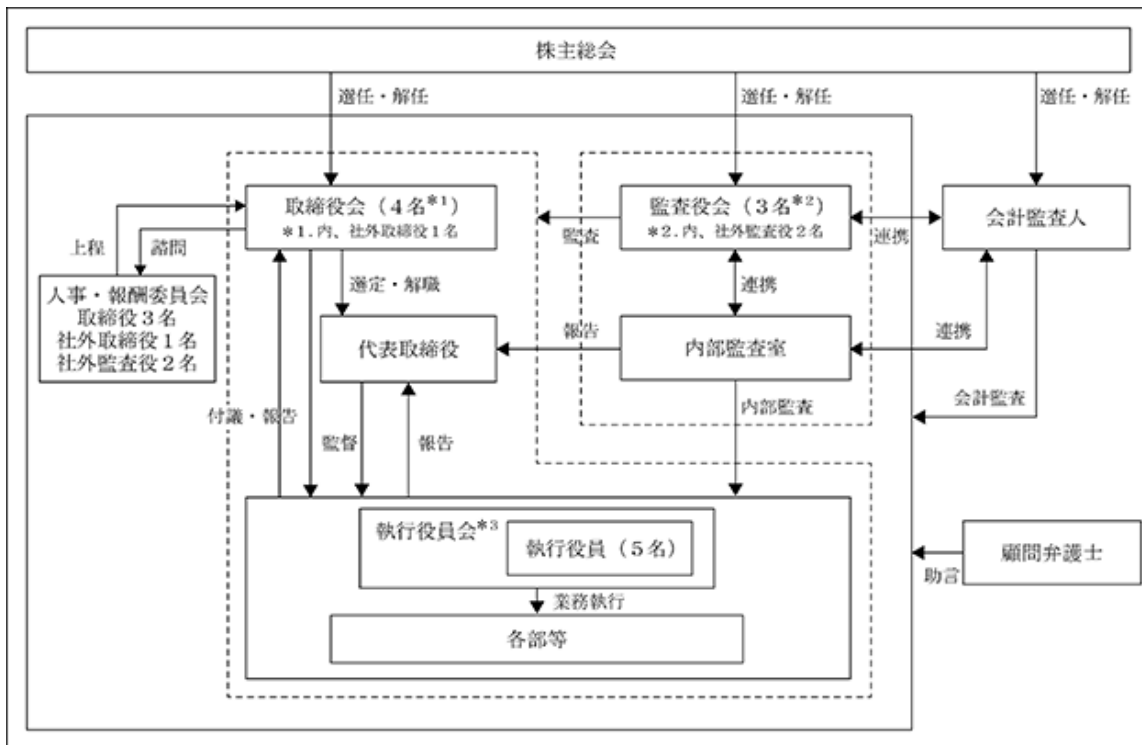 株主総会
選任・解任
選任・解任
選任・解任
取締役会(4名*1)
*1.内、社外取締役1名
監査役会(3名*2)
*2.内、社外監査役2名
会計監査人
監査
連携
上程
諮問
人事・報酬委員会
取締役3名
社外取締役1名
社外監査役2名
選定・解職
連携
代表取締役
報告
内部監査室
連携
付議・報告
監督
報告
内部監査
会計監査
執行役員会*3
執行役員(5名)
業務執行
各部等
顧問弁護士
助言